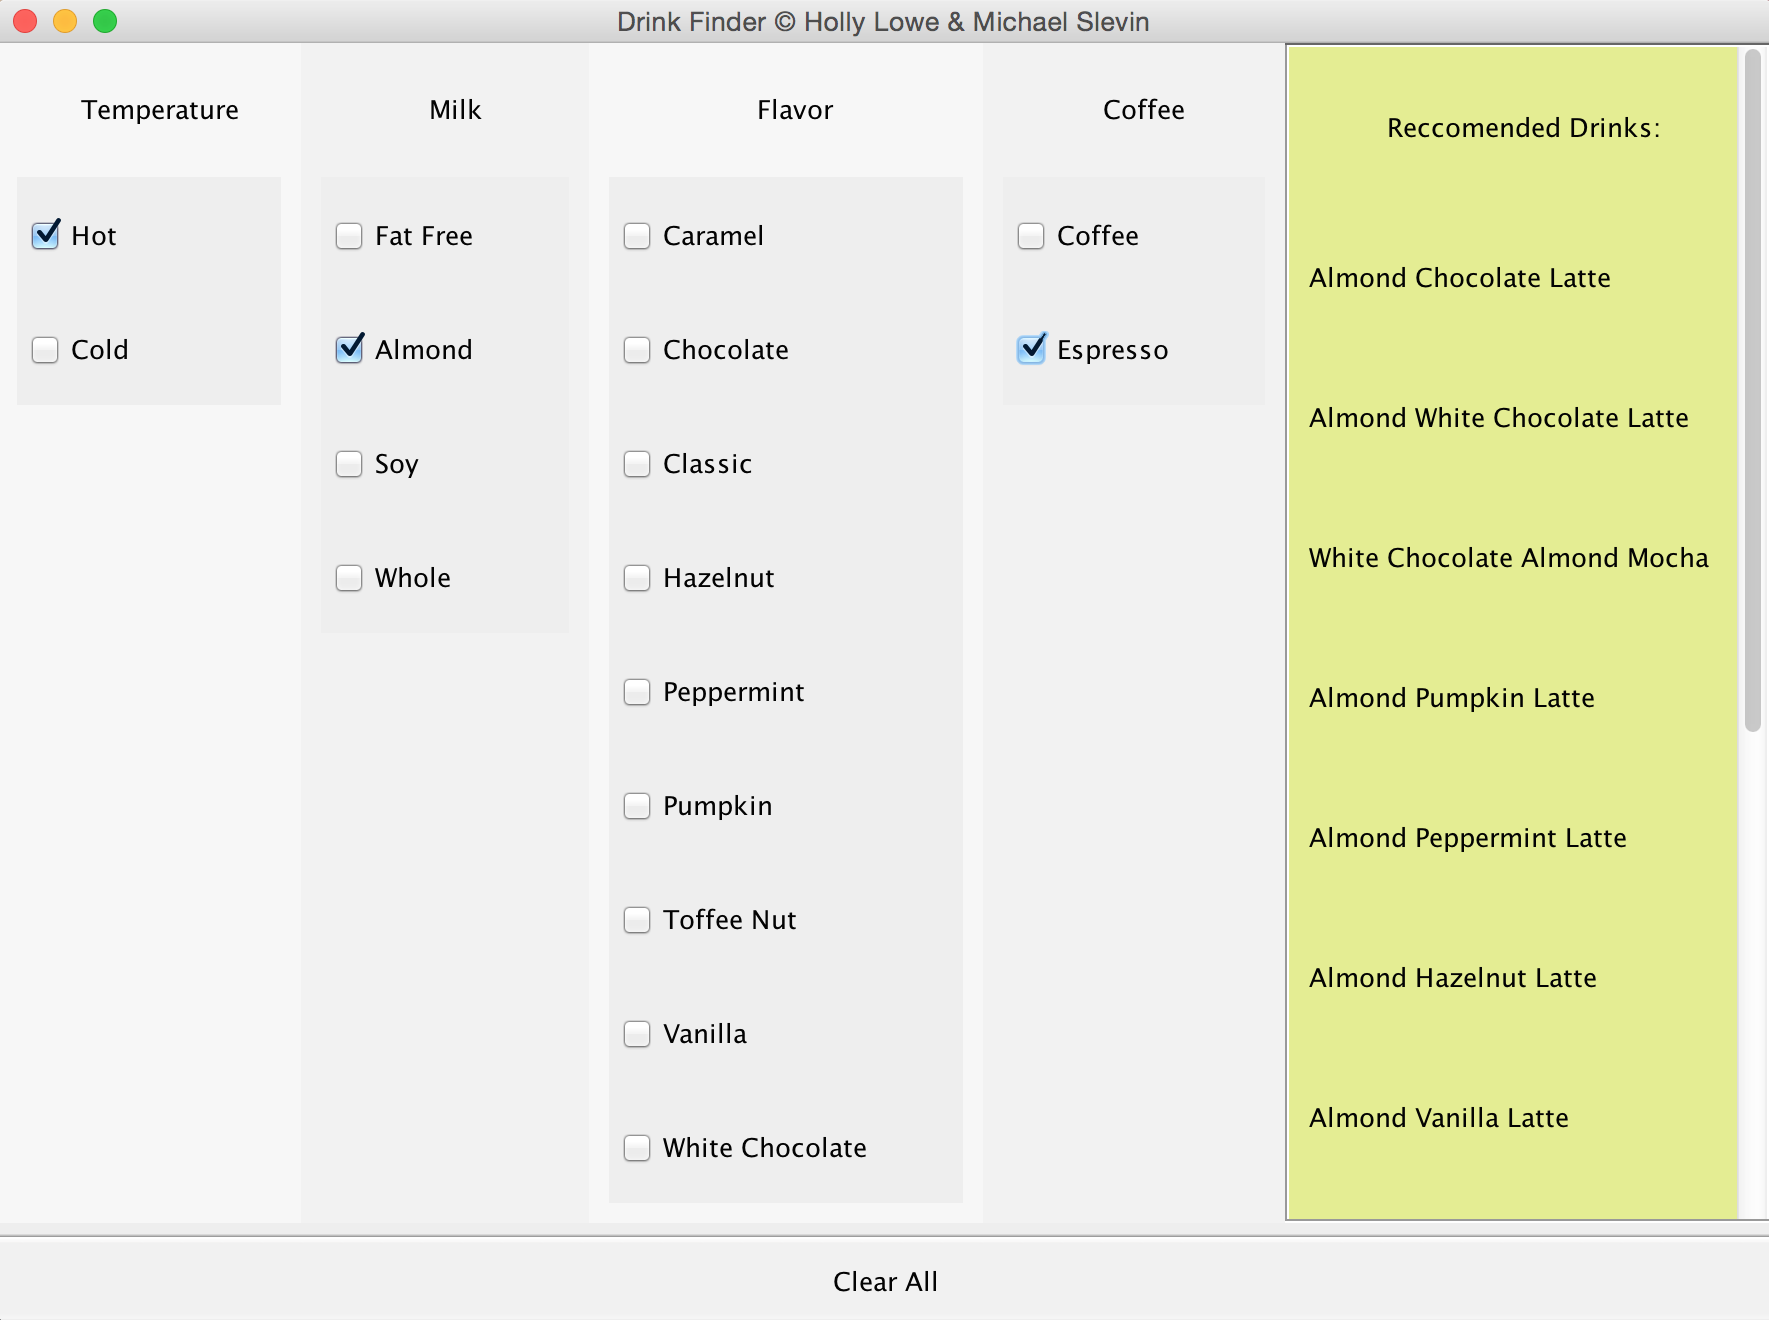 Drink Finder © Holly Lowe & Michael Slevin
Temperature
Hot
Cold
Milk
Fat Free
Almond
Soy
Whole
Flavor
Caramel
Chocolate
Classic
Hazelnut
Peppermint
Pumpkin
Toffee Nut
Vanilla
White Chocolate
Coffee
Coffee
Espresso
Reccomended Drinks:
Almond Chocolate Latte
Almond White Chocolate Latte
White Chocolate Almond Mocha
Almond Pumpkin Latte
Almond Peppermint Latte
Almond Hazelnut Latte
Almond Vanilla Latte
Clear All